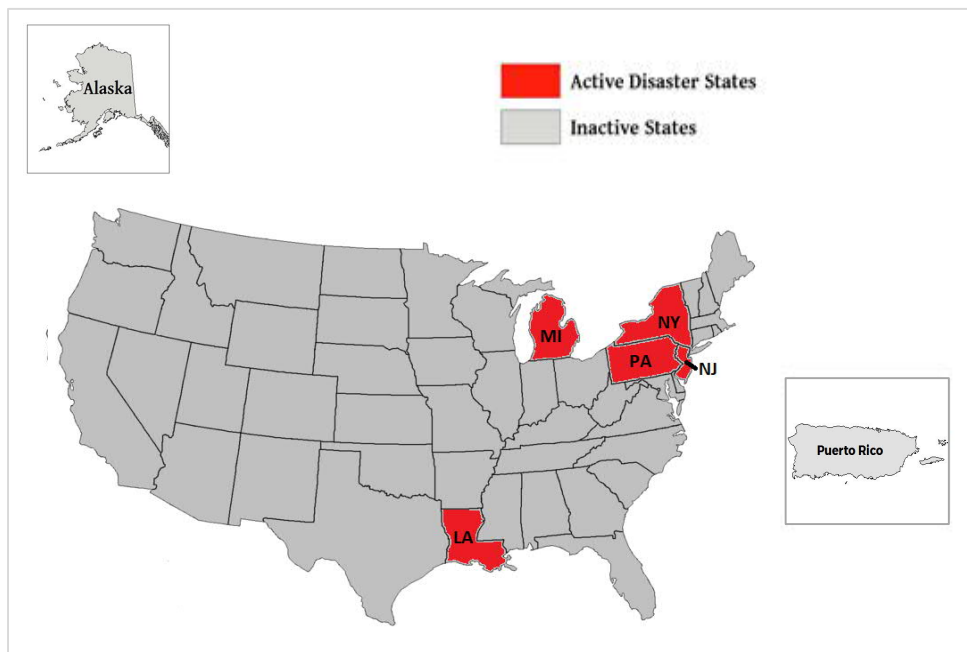 Alaska
Active Disaster States
Inactive States
MI
NY
PA
NJ
Puerto Rico
LA